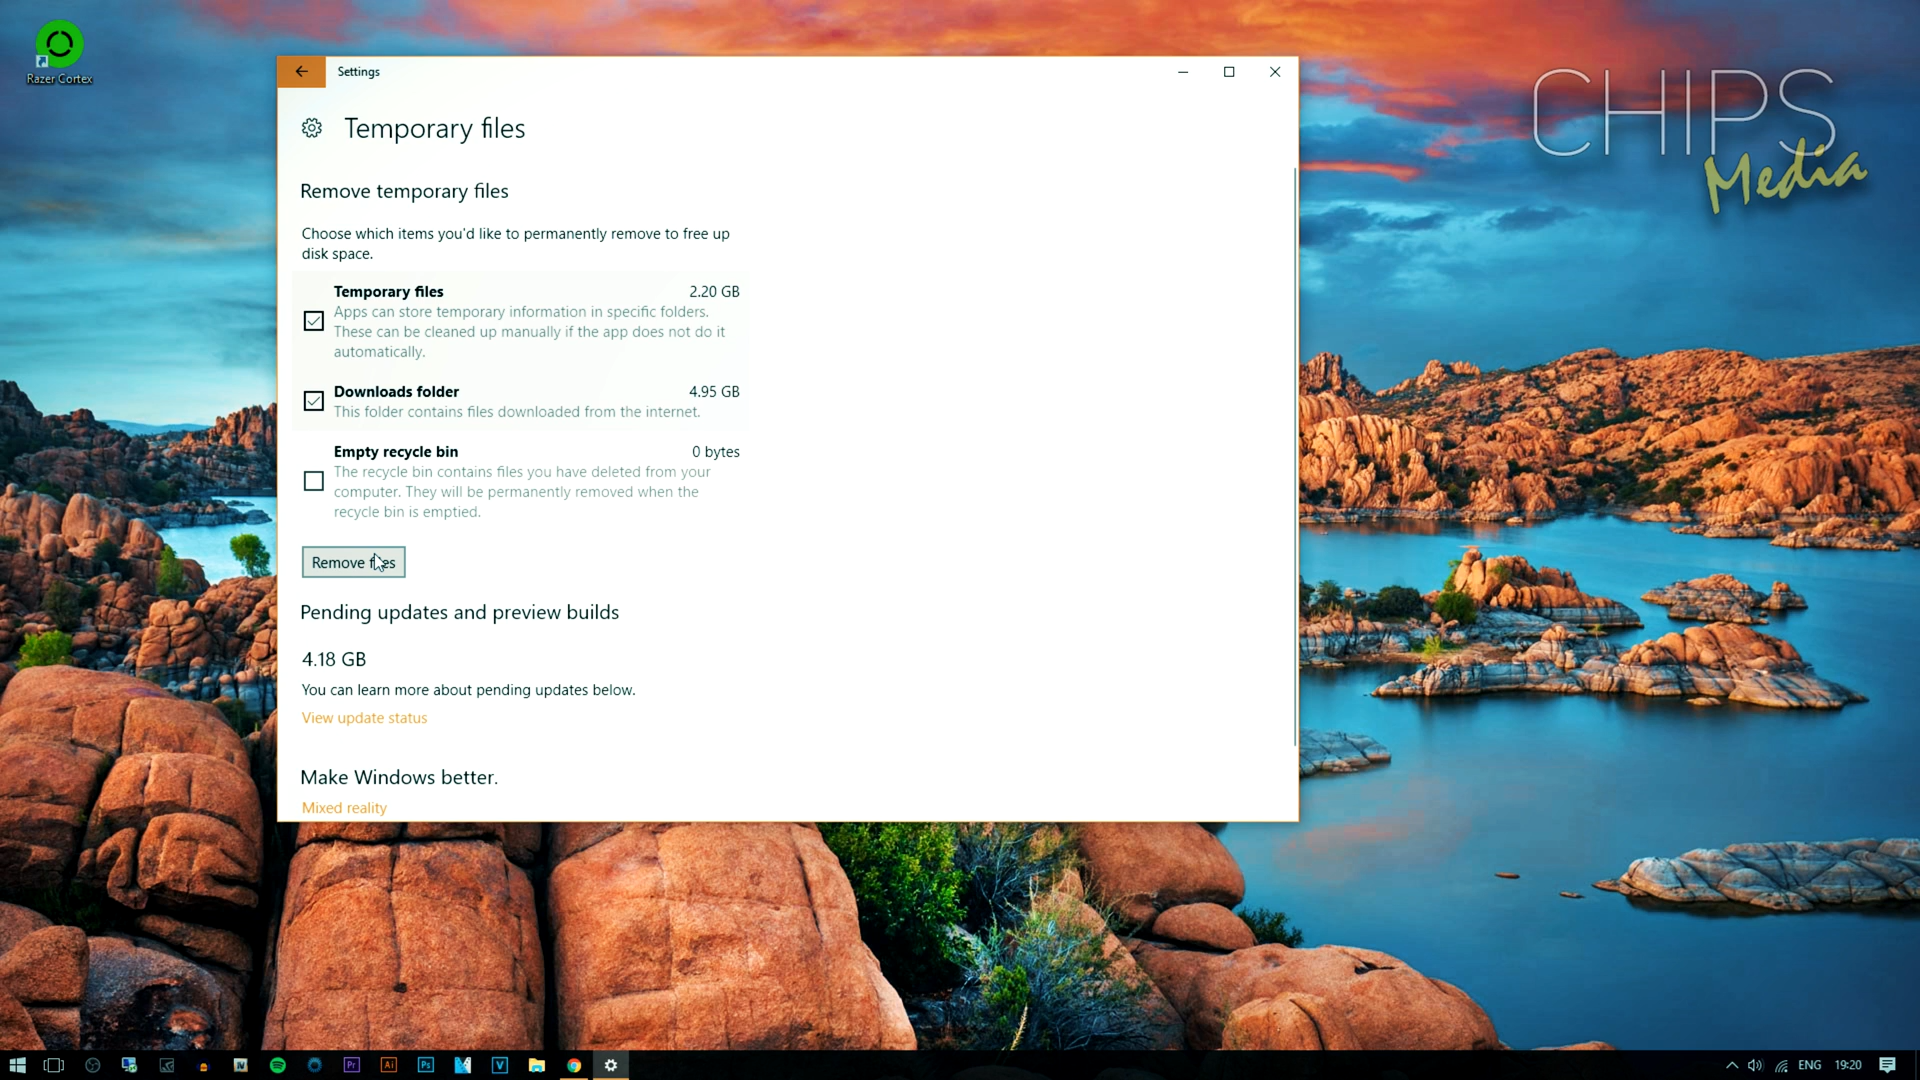 Razer Cortex
Settings
CHIPS
Media
Temporary files
Remove temporary files
Choose which items you'd like to permanently remove to free up
disk space.
Temporary files 2.20 GB
Apps can store temporary information in specific folders.
These can be cleaned up manually if the app does not do it
automatically.
Downloads folder 4.95 GB
This folder contains files downloaded from the internet.
Empty recycle bin 0 bytes
The recycle bin contains files you have deleted from your
computer. They will be permanently removed when the
recycle bin is emptied.
Remove files
Pending updates and preview builds
4.18 GB
You can learn more about pending updates below.
View update status
Make Windows better.
Mixed reality
Pr Ai Ps V
ENG 19:20